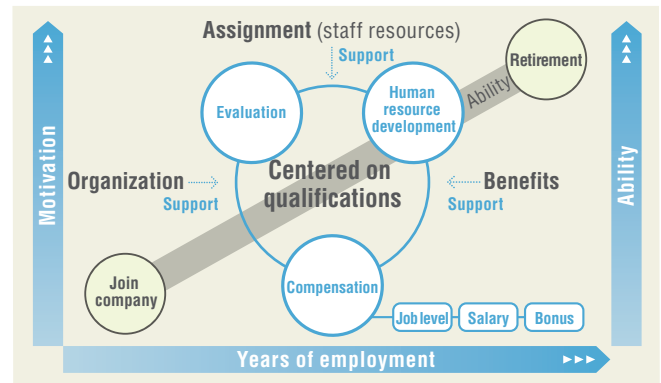 Assignment (staff resources)
Support
Retirement
Evaluation
Human
resource
development
Ability
Motivation
Organization
Support
Centered on
qualifications
Benefits
Support
Ability
Join
company
Compensation
Job level
Salary
Bonus
Years of employment